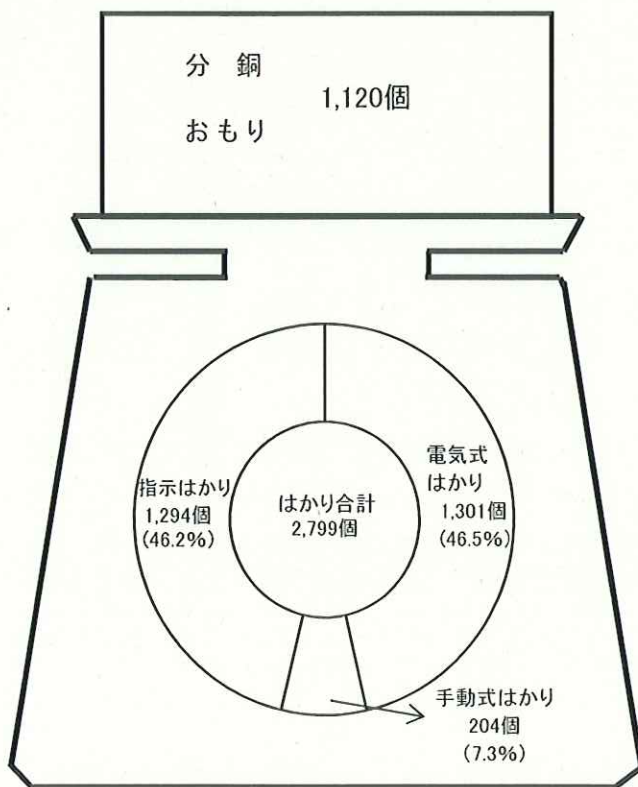 分　銅
1,120個
おもり
電気式
はかり
1,301個
(46.5%)
指示はかり
1,294個
(46.2%)
はかり合計
2,799個
手動式はかり
204個
(7.3%)